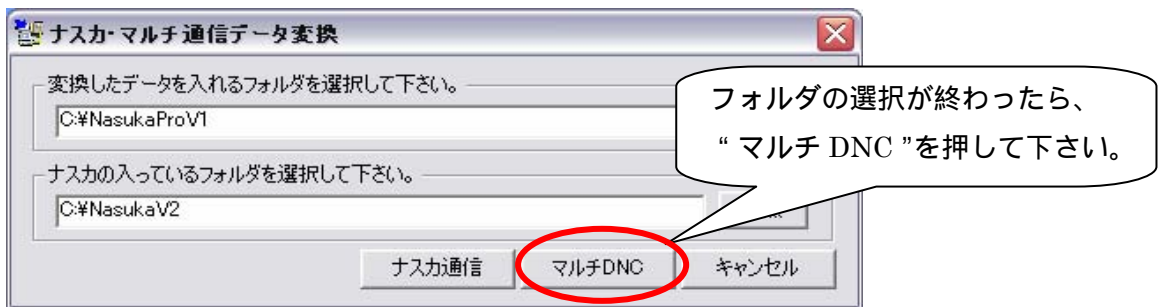 ナスカ・マルチ通信データ変換
変換したデータを入れるフォルダを選択して下さい。
C:¥NasukaProV1
フォルダの選択が終わったら、
“マルチ DNC ”を押して下さい。
ナスカの入っているフォルダを選択して下さい。
C:¥NasukaV2
ナスカ通信
マルチDNC
キャンセル